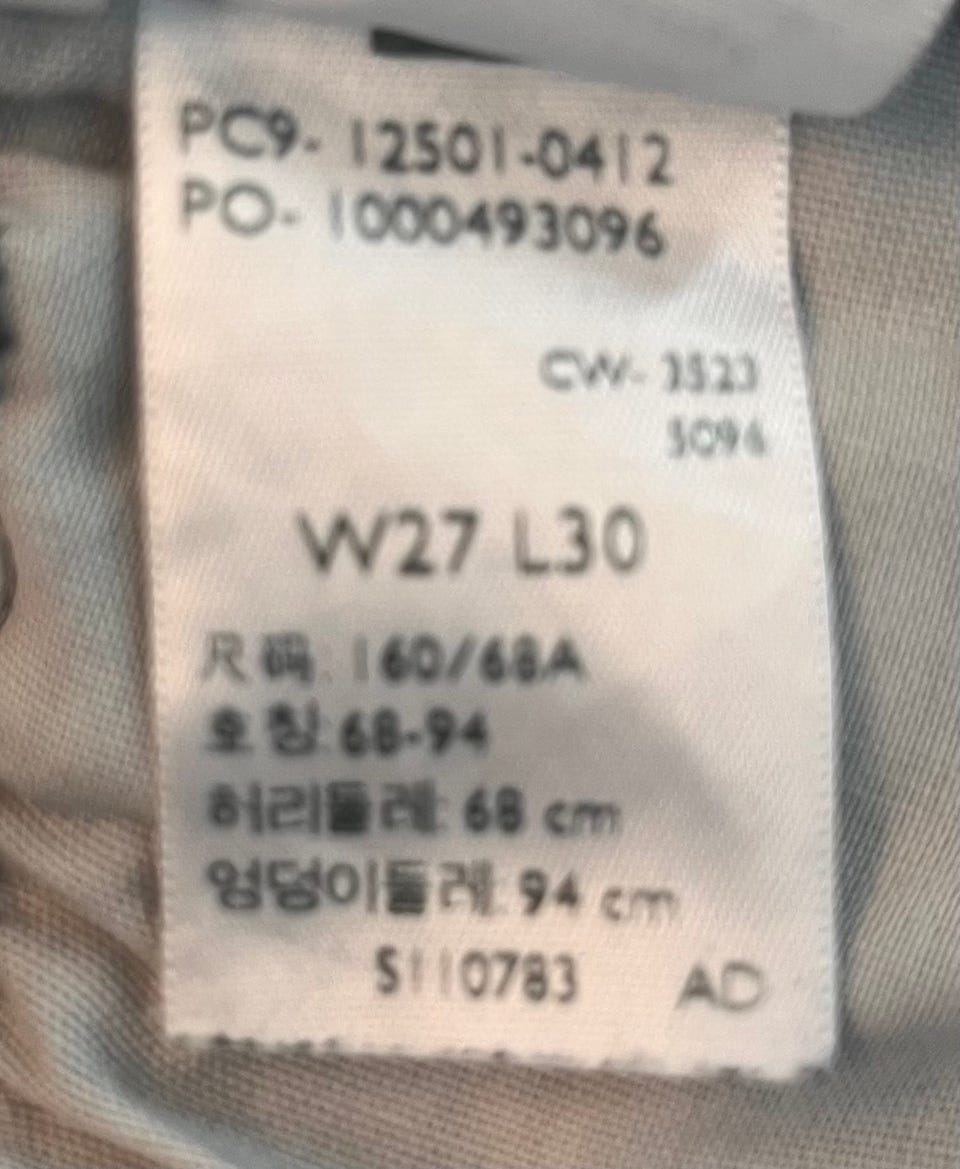 PC9- 12501-0412
PO- 1000493096
CW- 3523
5096
W27 L30
尺码: 160/68A
호칭: 68-94
허리둘레: 68 cm
엉덩이둘레: 94 cm
S110783 AD